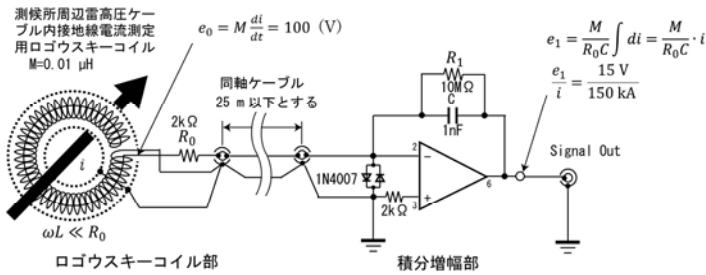 測候所周辺雷高圧ケー
ブル内接地線電流測定
用ロゴウスキーコイル
M=0.01 μH
e₀ = M di/dt = 100 (V)
e₁ = M/R₀C ∫ di = M/R₀C · i
e₁/i = 15 V/150 kA
同軸ケーブル
25 m 以下とする
2kΩ
R₀
i
ωL ≪ R₀
R₁
10MΩ
C
1nF
1N4007
2kΩ
2
−
3
+
6
Signal Out
ロゴウスキーコイル部
積分増幅部